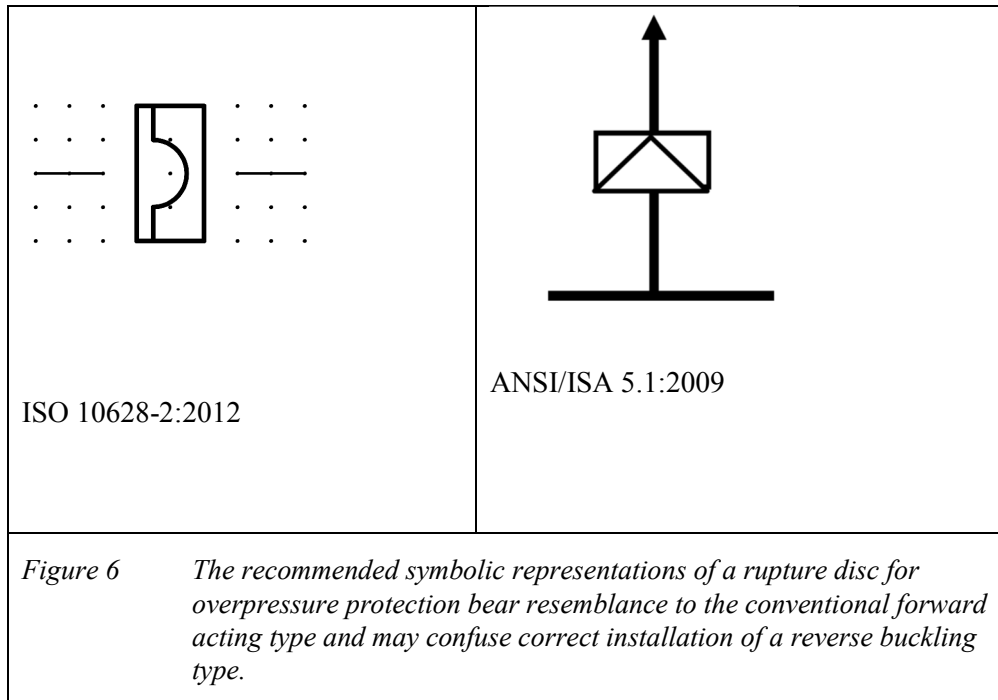 ISO 10628-2:2012
ANSI/ISA 5.1:2009
Figure 6 The recommended symbolic representations of a rupture disc for
overpressure protection bear resemblance to the conventional forward
acting type and may confuse correct installation of a reverse buckling
type.